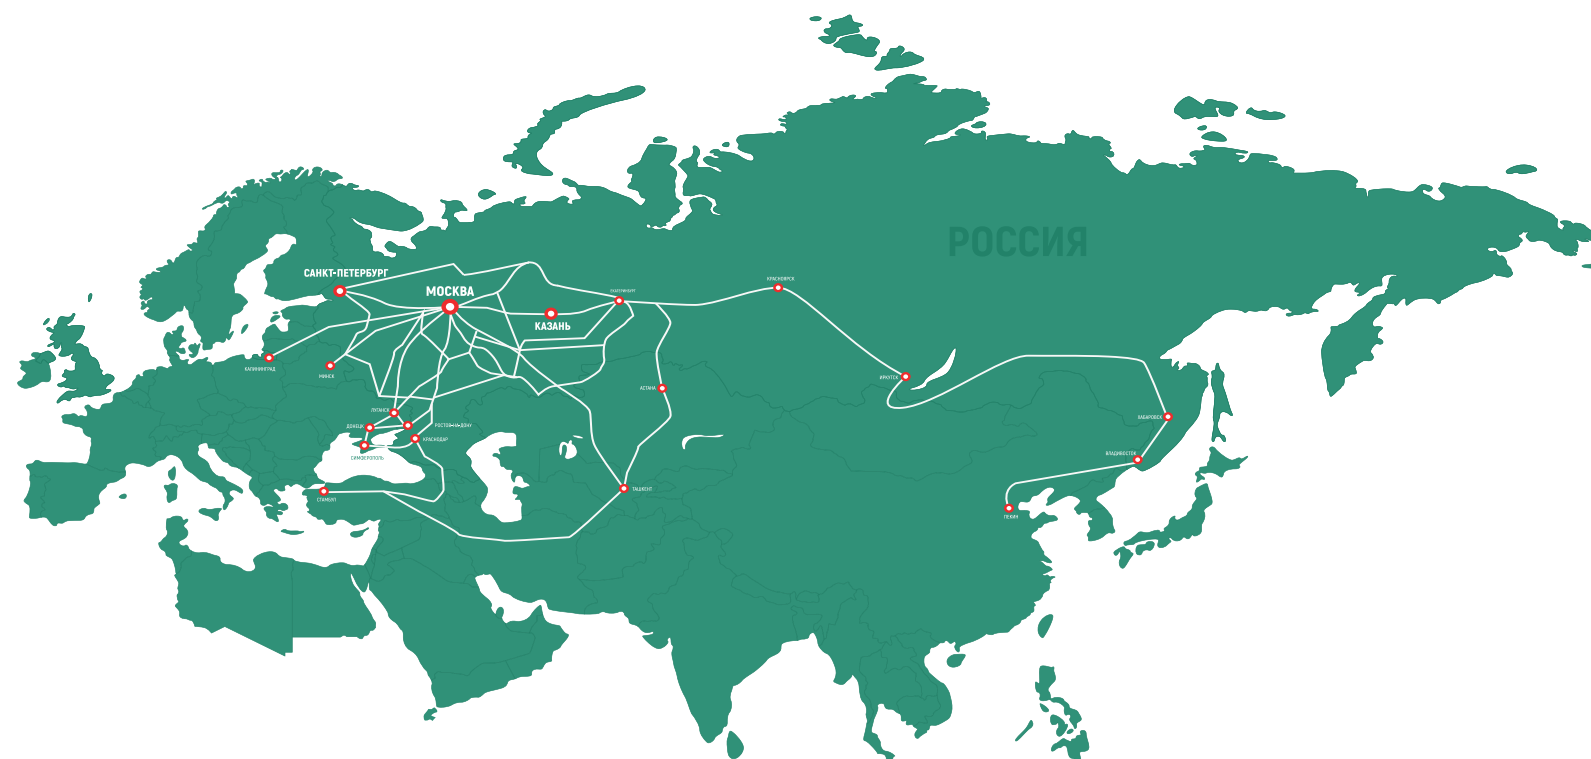 РОССИЯ
САНКТ-ПЕТЕРБУРГ
МОСКВА
КАЗАНЬ
ЕКАТЕРИНБУРГ
КРАСНОЯРСК
КАЛИНИНГРАД
МИНСК
ИРКУТСК
АСТАНА
ЛУГАНСК
ДОНЕЦК
РОСТОВ-НА-ДОНУ
КРАСНОДАР
СИМФЕРОПОЛЬ
ХАБАРОВСК
ВЛАДИВОСТОК
СТАМБУЛ
ТАШКЕНТ
ПЕКИН